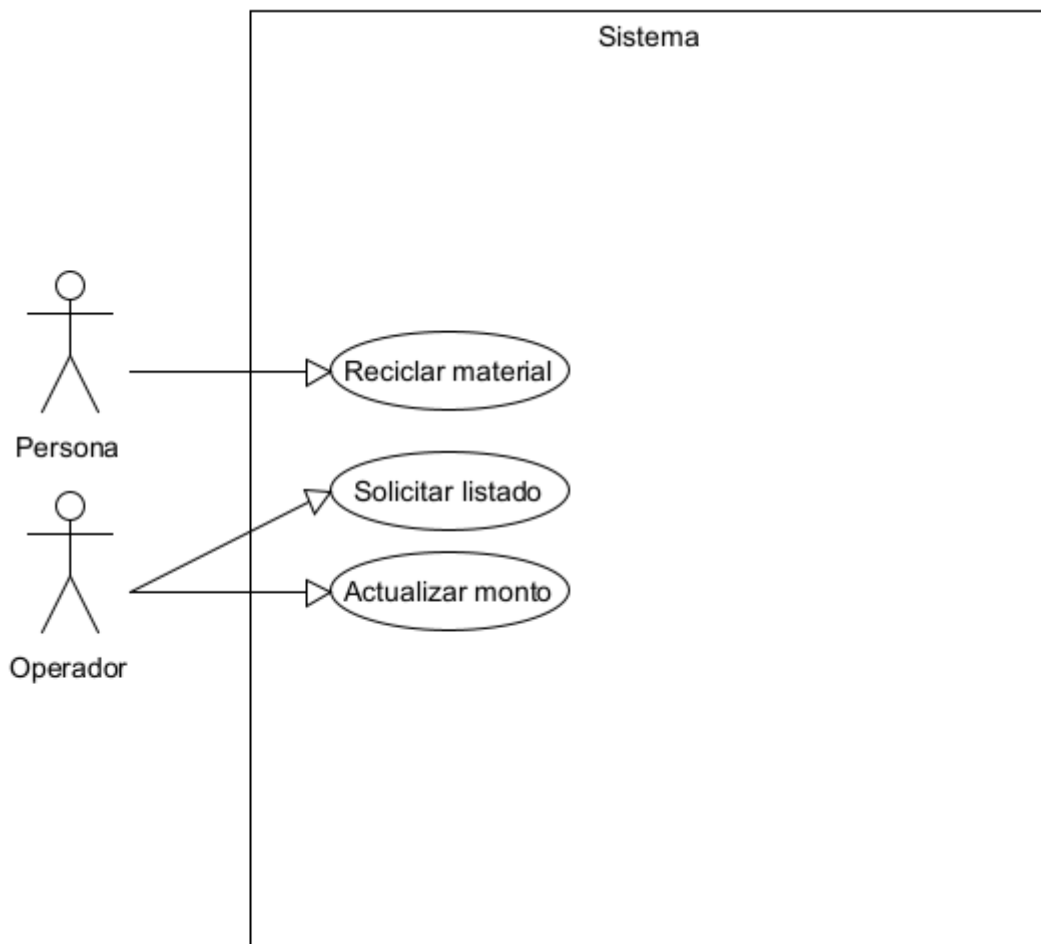 Sistema
Reciclar material
Persona
Solicitar listado
Actualizar monto
Operador